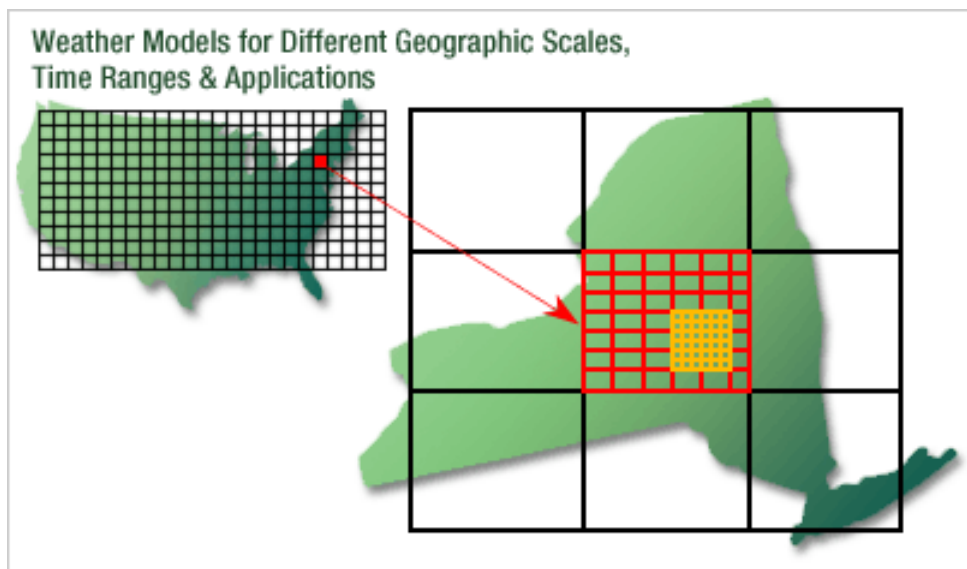 Weather Models for Different Geographic Scales,
Time Ranges & Applications